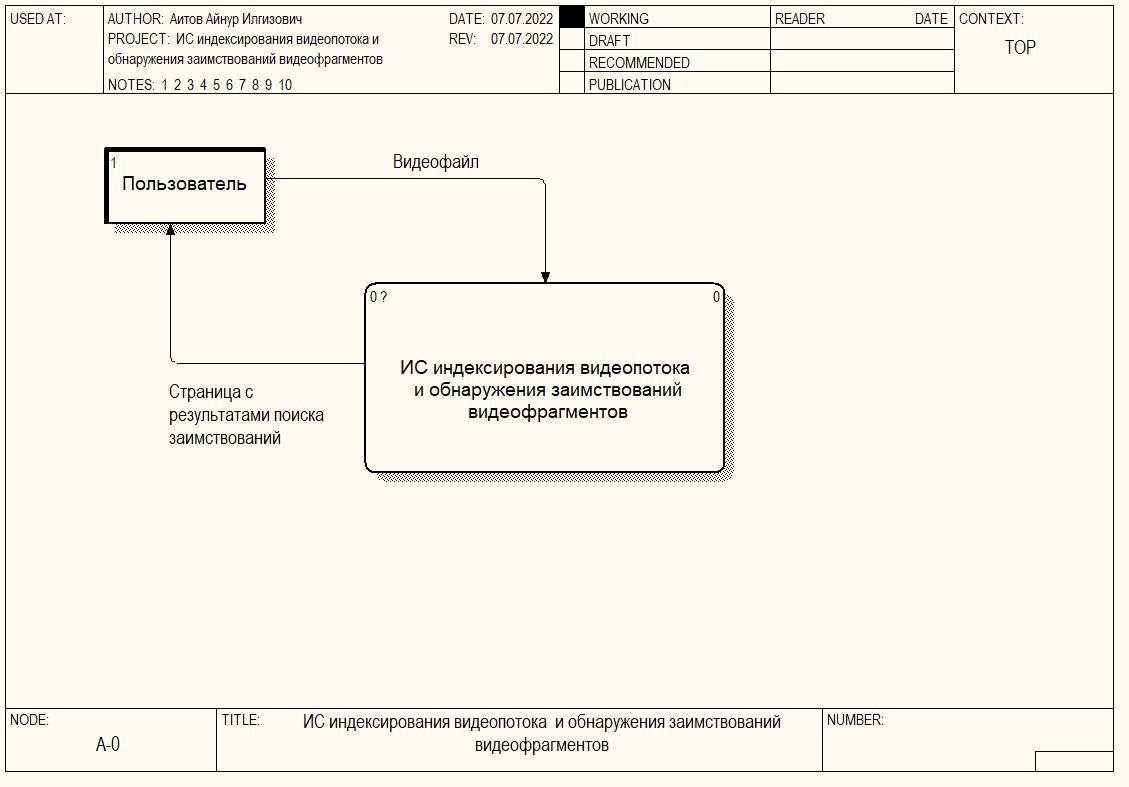 USED AT:
AUTHOR: Аитов Айнур Илгизович
DATE: 07.07.2022
PROJECT: ИС индексирования видеопотока и
обнаружения заимствований видеофрагментов
REV: 07.07.2022
NOTES: 1 2 3 4 5 6 7 8 9 10
WORKING
DRAFT
RECOMMENDED
PUBLICATION
READER DATE
CONTEXT:
TOP
1
Пользователь
Видеофайл
0 ?
0
ИС индексирования видеопотока
и обнаружения заимствований
видеофрагментов
Страница с
результатами поиска
заимствований
NODE:
A-0
TITLE:
ИС индексирования видеопотока и обнаружения заимствований
видеофрагментов
NUMBER: